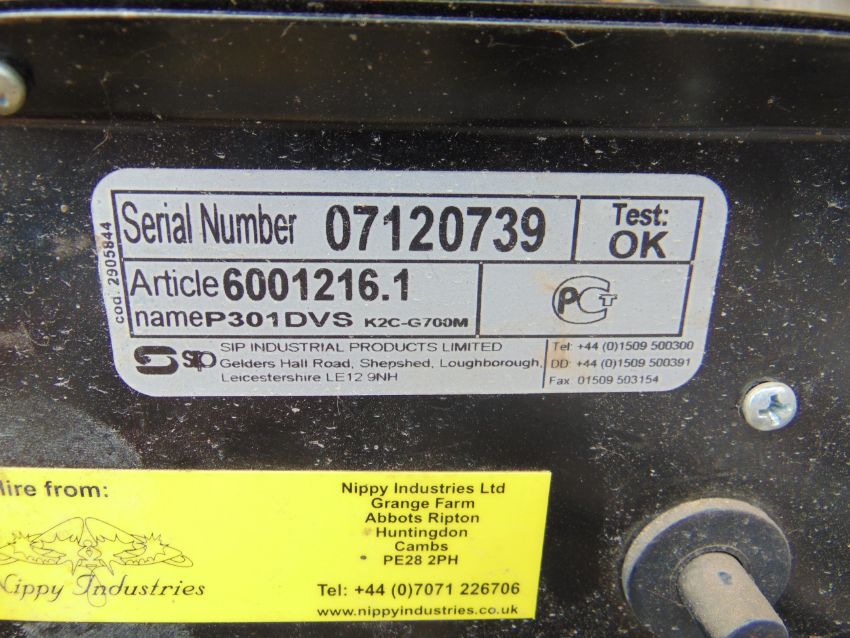 Serial Number 07120739 Test: OK
cod. 2905844
Article 6001216.1
name P301DVS K2C-G700M
PCT
SIP
SIP INDUSTRIAL PRODUCTS LIMITED
Gelders Hall Road, Shepshed, Loughborough,
Leicestershire LE12 9NH
Tel: +44 (0)1509 500300
DD: +44 (0)1509 500391
Fax: 01509 503154
Hire from:
Nippy Industries
Nippy Industries Ltd
Grange Farm
Abbots Ripton
Huntingdon
Cambs
PE28 2PH
Tel: +44 (0)7071 226706
www.nippyindustries.co.uk